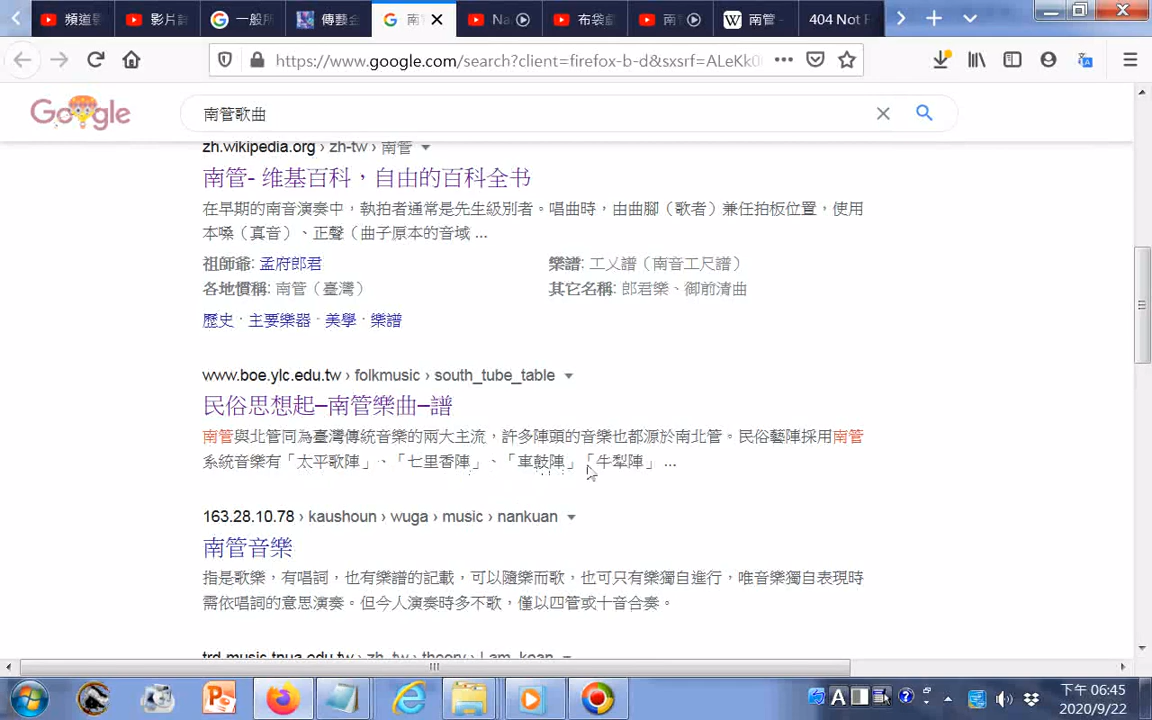 頻道
影片
一般所
傳藝金
南
Na
布袋戲
南管
南管 -
404 Not F
https://www.google.com/search?client=firefox-b-d&sxsrf=ALeKk0
Google
南管歌曲
zh.wikipedia.org › zh-tw › 南管
南管- 维基百科，自由的百科全书
在早期的南音演奏中，執拍者通常是先生級別者。唱曲時，由曲腳（歌者）兼任拍板位置，使用
本嗓（真音）、正聲（曲子原本的音域 ...
祖師爺: 孟府郎君
樂譜: 工乂譜（南音工尺譜）
各地慣稱: 南管（臺灣）
其它名稱: 郎君樂、御前清曲
歷史 · 主要樂器 · 美學 · 樂譜
www.boe.ylc.edu.tw › folkmusic › south_tube_table
民俗思想起–南管樂曲–譜
南管與北管同為臺灣傳統音樂的兩大主流，許多陣頭的音樂也都源於南北管。民俗藝陣採用南管
系統音樂有「太平歌陣」、「七里香陣」、「車鼓陣」「牛犁陣」 ...
163.28.10.78 › kaushoun › wuga › music › nankuan
南管音樂
指是歌樂，有唱詞，也有樂譜的記載，可以隨樂而歌，也可只有樂獨自進行，唯音樂獨自表現時
需依唱詞的意思演奏。但今人演奏時多不歌，僅以四管或十音合奏。
trd-music.tnua.edu.tw › zh_tw › theory › I_am_koan
A
下午 06:45
2020/9/22